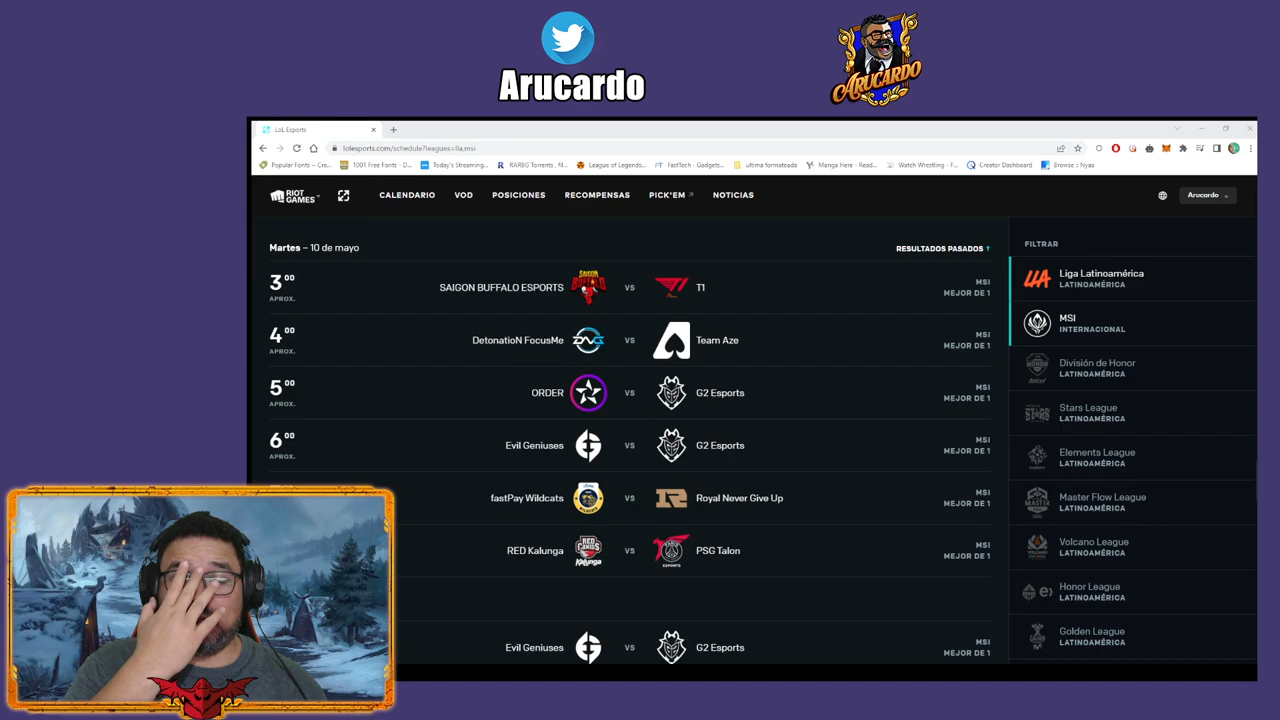 Arucardo
ARUCARDO
LoL Esports
lolesports.com/schedule?leagues=lla,msi
Popular Fonts – Cre...
1001 Free Fonts - D...
Today's Streaming...
RARBG Torrents , fil...
League of Legends...
FastTech - Gadgets...
ultima formateada
Manga Here - Read...
Watch Wrestling - F...
Creator Dashboard
Browse :: Nyaa
RIOT GAMES
CALENDARIO
VOD
POSICIONES
RECOMPENSAS
PICK'EM
NOTICIAS
Arucardo
Martes – 10 de mayo
RESULTADOS PASADOS
3 00 APROX.
SAIGON BUFFALO ESPORTS
SAIGON BUFFALO
VS
T1
MSI
MEJOR DE 1
4 00 APROX.
DetonatioN FocusMe
VS
Team Aze
MSI
MEJOR DE 1
5 00 APROX.
ORDER
VS
G2 Esports
MSI
MEJOR DE 1
6 00 APROX.
Evil Geniuses
VS
G2 Esports
MSI
MEJOR DE 1
fastPay Wildcats
VS
Royal Never Give Up
MSI
MEJOR DE 1
RED Kalunga
VS
PSG Talon
MSI
MEJOR DE 1
Evil Geniuses
VS
G2 Esports
MSI
MEJOR DE 1
FILTRAR
Liga Latinoamérica
LATINOAMÉRICA
MSI
INTERNACIONAL
División de Honor
LATINOAMÉRICA
Stars League
LATINOAMÉRICA
Elements League
LATINOAMÉRICA
Master Flow League
LATINOAMÉRICA
Volcano League
LATINOAMÉRICA
Honor League
LATINOAMÉRICA
Golden League
LATINOAMÉRICA